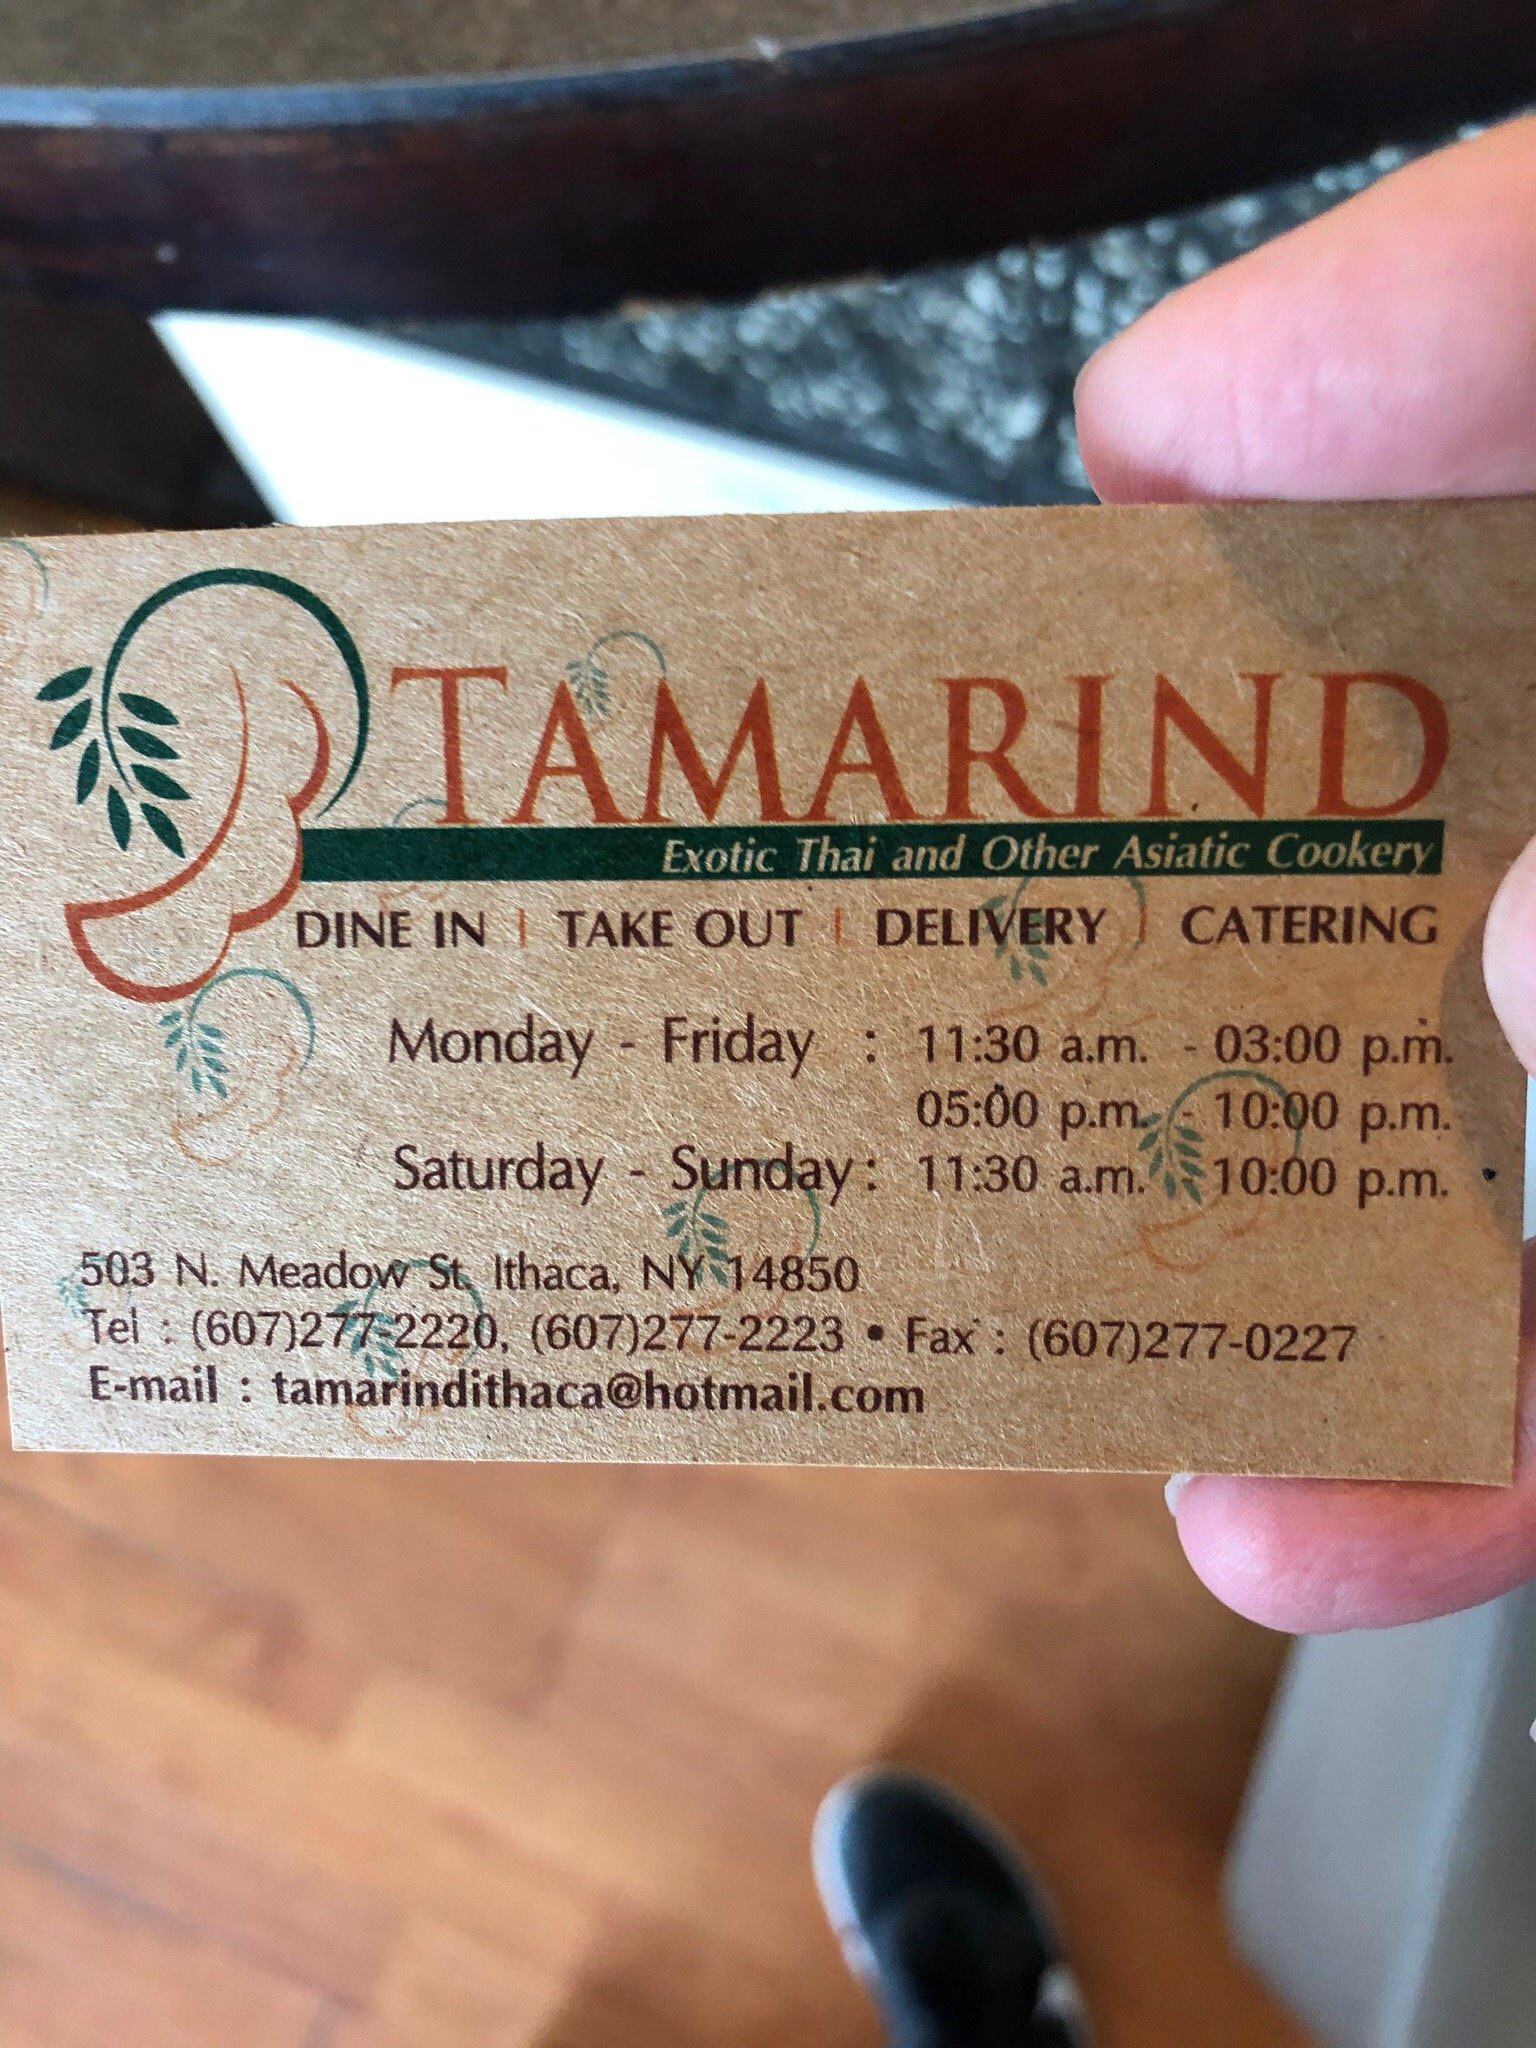 TAMARIND
Exotic Thai and Other Asiatic Cookery
DINE IN | TAKE OUT | DELIVERY | CATERING
Monday - Friday : 11:30 a.m. - 03:00 p.m.
05:00 p.m. - 10:00 p.m.
Saturday - Sunday : 11:30 a.m. - 10:00 p.m.
503 N. Meadow St. Ithaca, NY 14850
Tel : (607)277-2220, (607)277-2223 • Fax : (607)277-0227
E-mail : tamarindithaca@hotmail.com